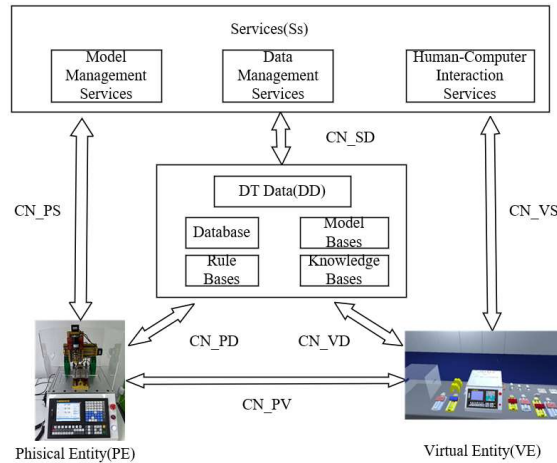 Services(Ss)
Model
Management
Services
Data
Management
Services
Human-Computer
Interaction
Services
CN_SD
CN_PS
CN_VS
DT Data(DD)
Database
Model
Bases
Rule
Bases
Knowledge
Bases
CN_PD
CN_VD
CN_PV
Phisical Entity(PE)
Virtual Entity(VE)